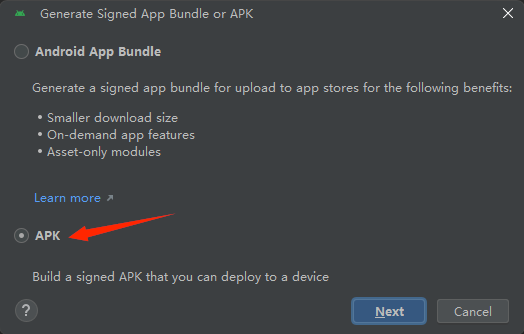 Generate Signed App Bundle or APK
Android App Bundle
Generate a signed app bundle for upload to app stores for the following benefits:
• Smaller download size
• On-demand app features
• Asset-only modules
Learn more ↗
APK
Build a signed APK that you can deploy to a device
? Next Cancel